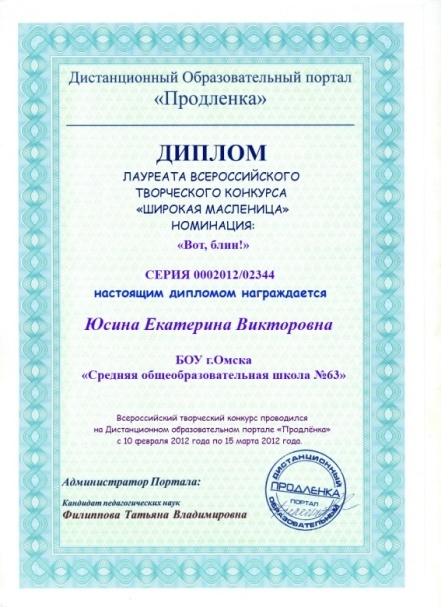 Дистанционный Образовательный портал
«Продленка»
ДИПЛОМ
ЛАУРЕАТА ВСЕРОССИЙСКОГО
ТВОРЧЕСКОГО КОНКУРСА
«ШИРОКАЯ МАСЛЕНИЦА»
НОМИНАЦИЯ:
«Вот, блин!»
СЕРИЯ 0002012/02344
настоящим дипломом награждается
Юсина Екатерина Викторовна
БОУ г.Омска
«Средняя общеобразовательная школа №63»
Всероссийский творческий конкурс проводился
на Дистанционном образовательном портале «Продлёнка»
с 10 февраля 2012 года по 15 марта 2012 года.
Администратор Портала:
Кандидат педагогических наук
Филиппова Татьяна Владимировна
ДИСТАНЦИОННЫЙ
ПРОДЛЕНКА
ПОРТАЛ
ОБРАЗОВАТЕЛЬНЫЙ